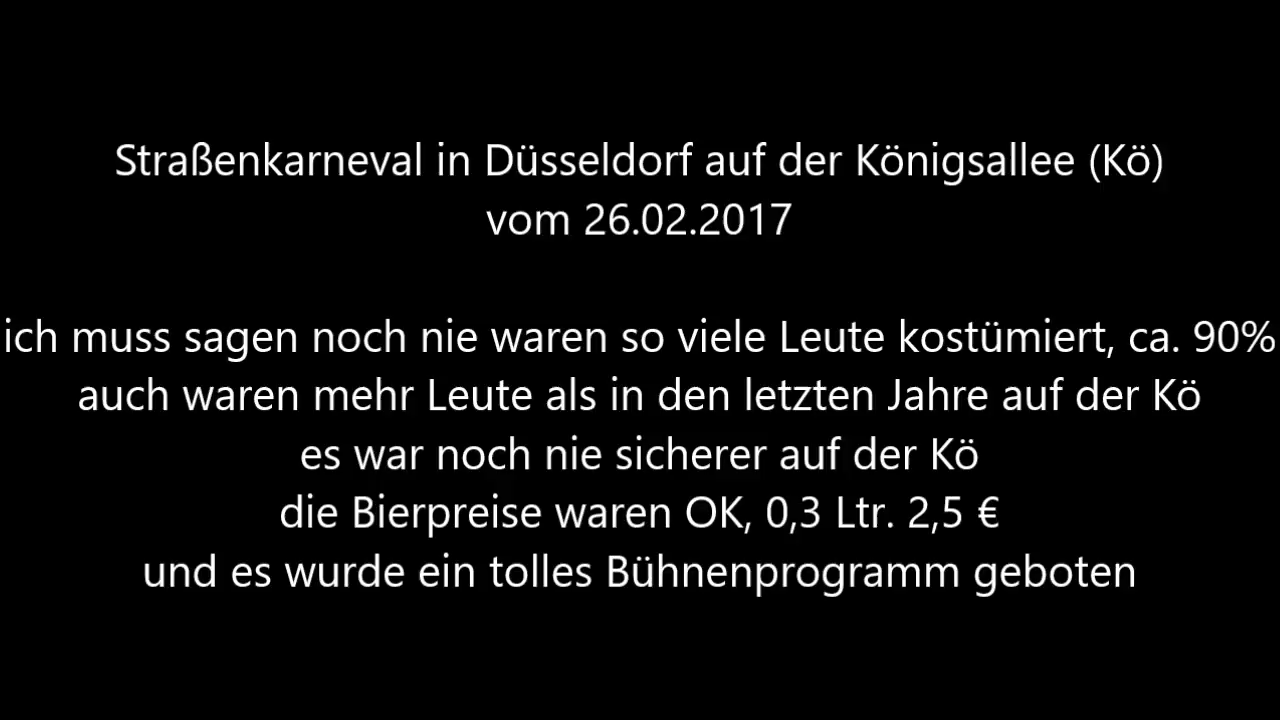 Straßenkarneval in Düsseldorf auf der Königsallee (Kö)
vom 26.02.2017
ich muss sagen noch nie waren so viele Leute kostümiert, ca. 90%
auch waren mehr Leute als in den letzten Jahre auf der Kö
es war noch nie sicherer auf der Kö
die Bierpreise waren OK, 0,3 Ltr. 2,5 €
und es wurde ein tolles Bühnenprogramm geboten